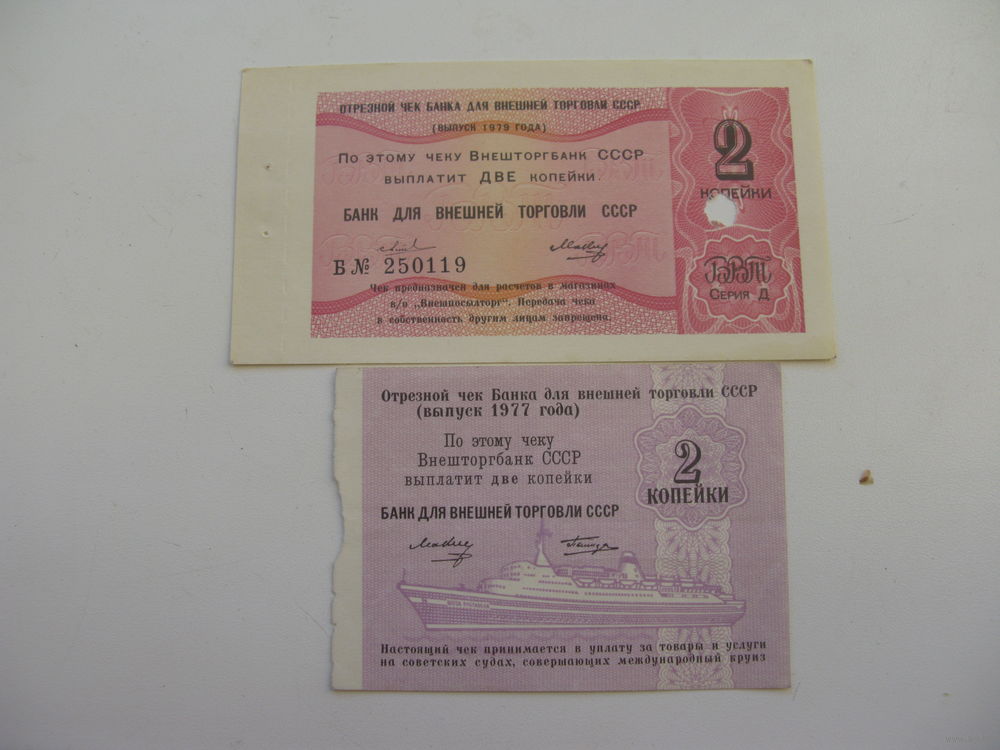 ОТРЕЗНОЙ ЧЕК БАНКА ДЛЯ ВНЕШНЕЙ ТОРГОВЛИ СССР
(ВЫПУСК 1979 ГОДА)
ПО ЭТОМУ ЧЕКУ ВНЕШТОРГБАНК СССР
ВЫПЛАТИТ ДВЕ КОПЕЙКИ.
БАНК ДЛЯ ВНЕШНЕЙ ТОРГОВЛИ СССР
Б № 250119
Чек предназначен для расчетов в магазинах
в/о „Внешпосылторг“. Передача чека
в собственность другим лицам запрещена.
2
КОПЕЙКИ
ВВТ
СЕРИЯ Д
Отрезной чек Банка для внешней торговли СССР
(выпуск 1977 года)
По этому чеку
Внешторгбанк СССР
выплатит две копейки
БАНК ДЛЯ ВНЕШНЕЙ ТОРГОВЛИ СССР
2
КОПЕЙКИ
Настоящий чек принимается в уплату за товары и услуги
на советских судах, совершающих международный круиз